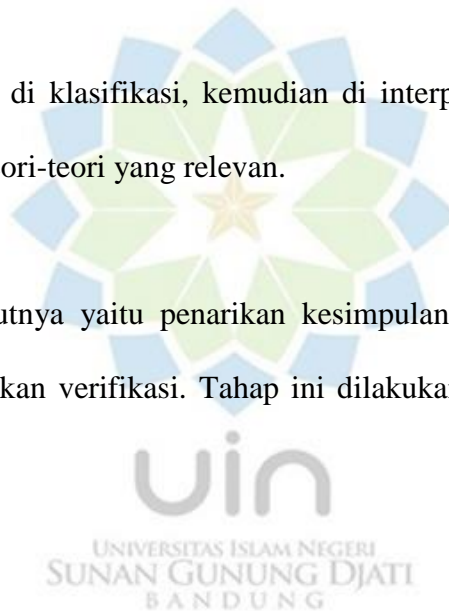 di klasifikasi, kemudian di interp
ori-teori yang relevan.
utnya yaitu penarikan kesimpulan
kan verifikasi. Tahap ini dilakukan
uin
UNIVERSITAS ISLAM NEGERI
SUNAN GUNUNG DJATI
BANDUNG